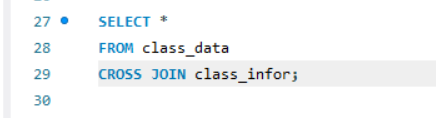 27 SELECT *
28 FROM class_data
29 CROSS JOIN class_infor;
30